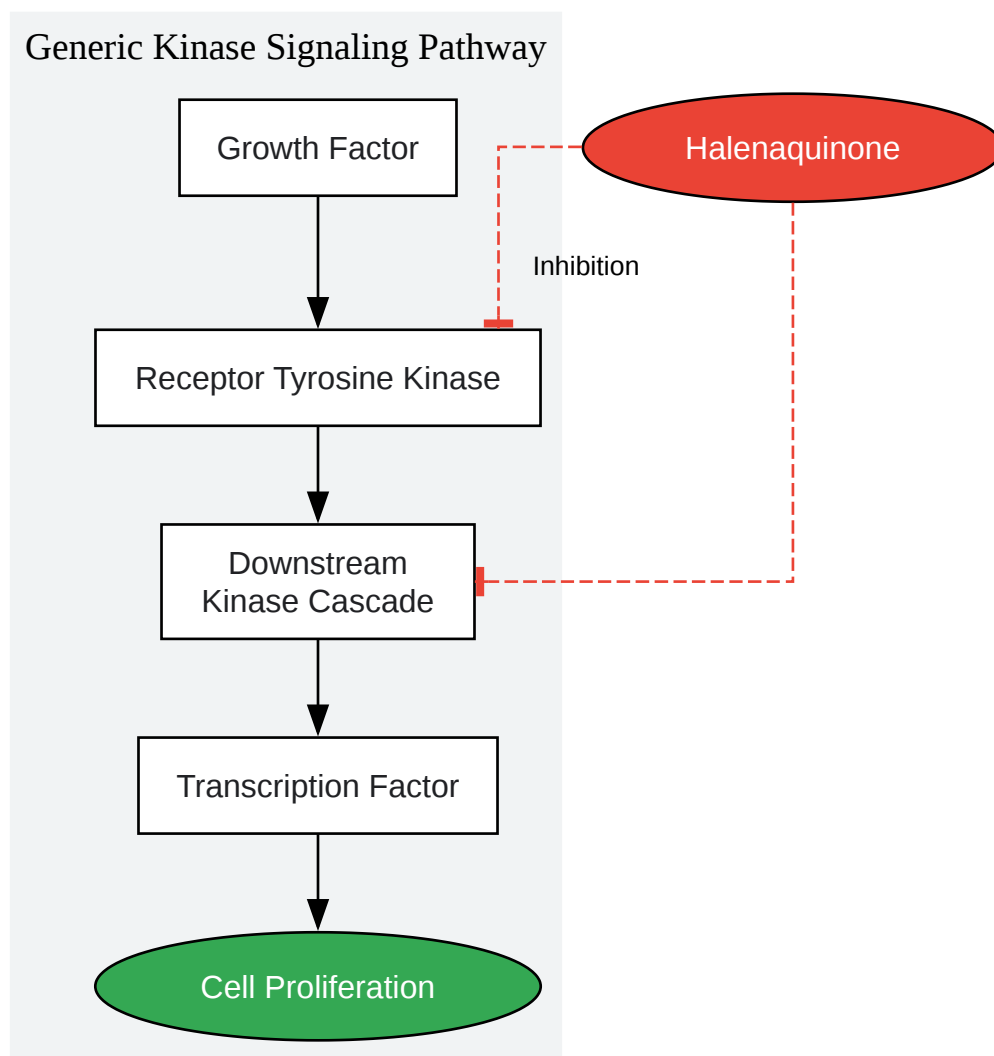 Generic Kinase Signaling Pathway
Growth Factor
Halenaquinone
Inhibition
Receptor Tyrosine Kinase
Downstream
Kinase Cascade
Transcription Factor
Cell Proliferation